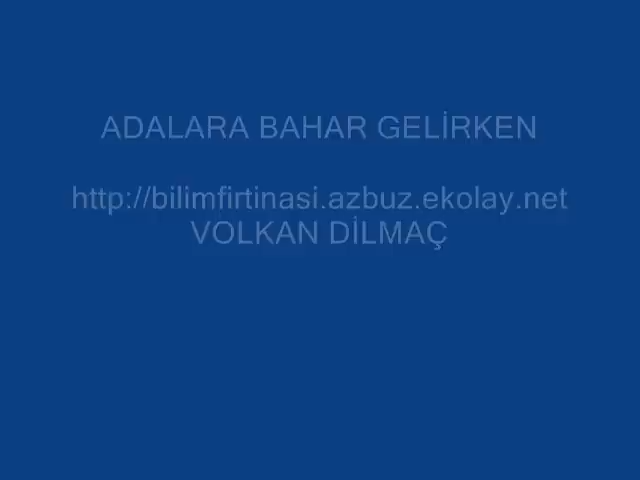 ADALARA BAHAR GELİRKEN
http://bilimfirtinasi.azbuz.ekolay.net
VOLKAN DİLMAÇ